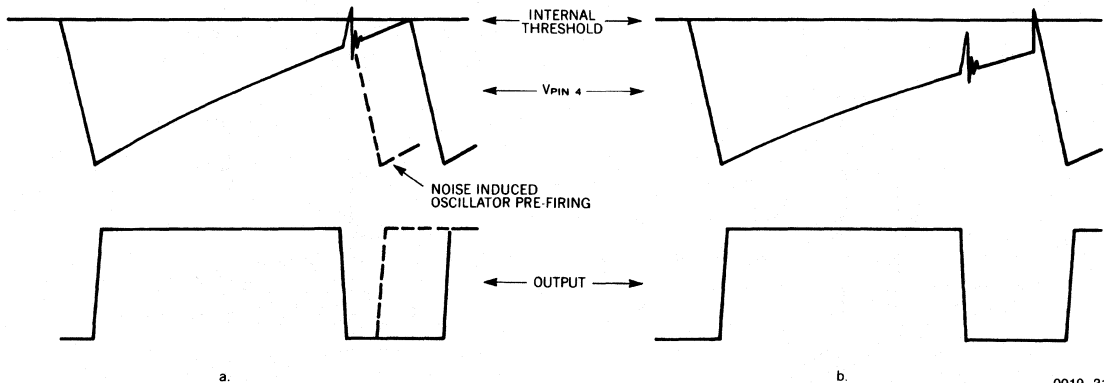 INTERNAL
THRESHOLD
VPIN 4
NOISE INDUCED
OSCILLATOR PRE-FIRING
OUTPUT
a.
b.